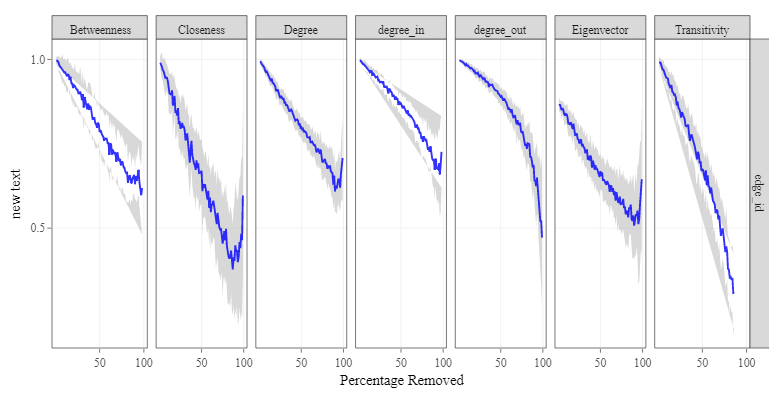 Betweenness Closeness Degree degree_in degree_out Eigenvector Transitivity
1.0
0.5
new text
edge_id
50 100 50 100 50 100 50 100 50 100 50 100 50 100
Percentage Removed